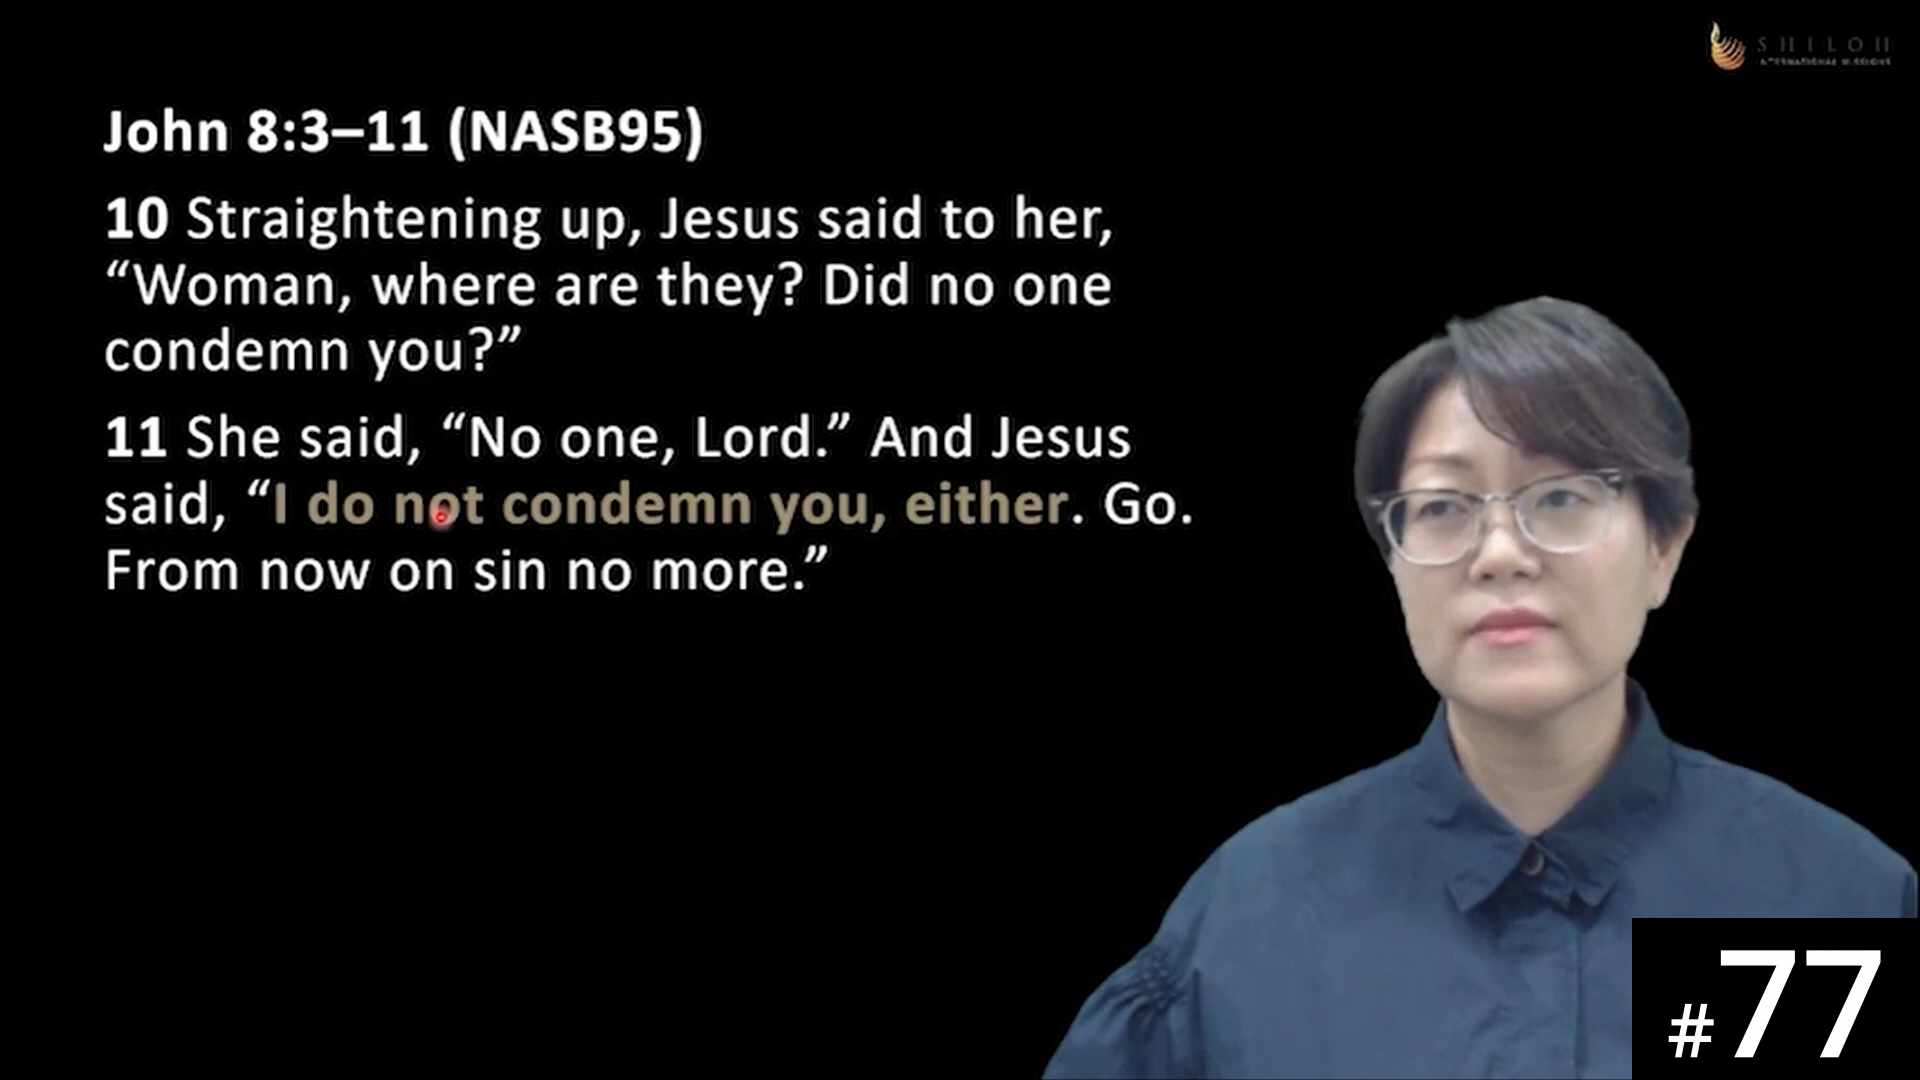 SHILOH
INTERNATIONAL MISSIONS
John 8:3–11 (NASB95)
10 Straightening up, Jesus said to her,
“Woman, where are they? Did no one
condemn you?”
11 She said, “No one, Lord.” And Jesus
said, “I do not condemn you, either. Go.
From now on sin no more.”
#77